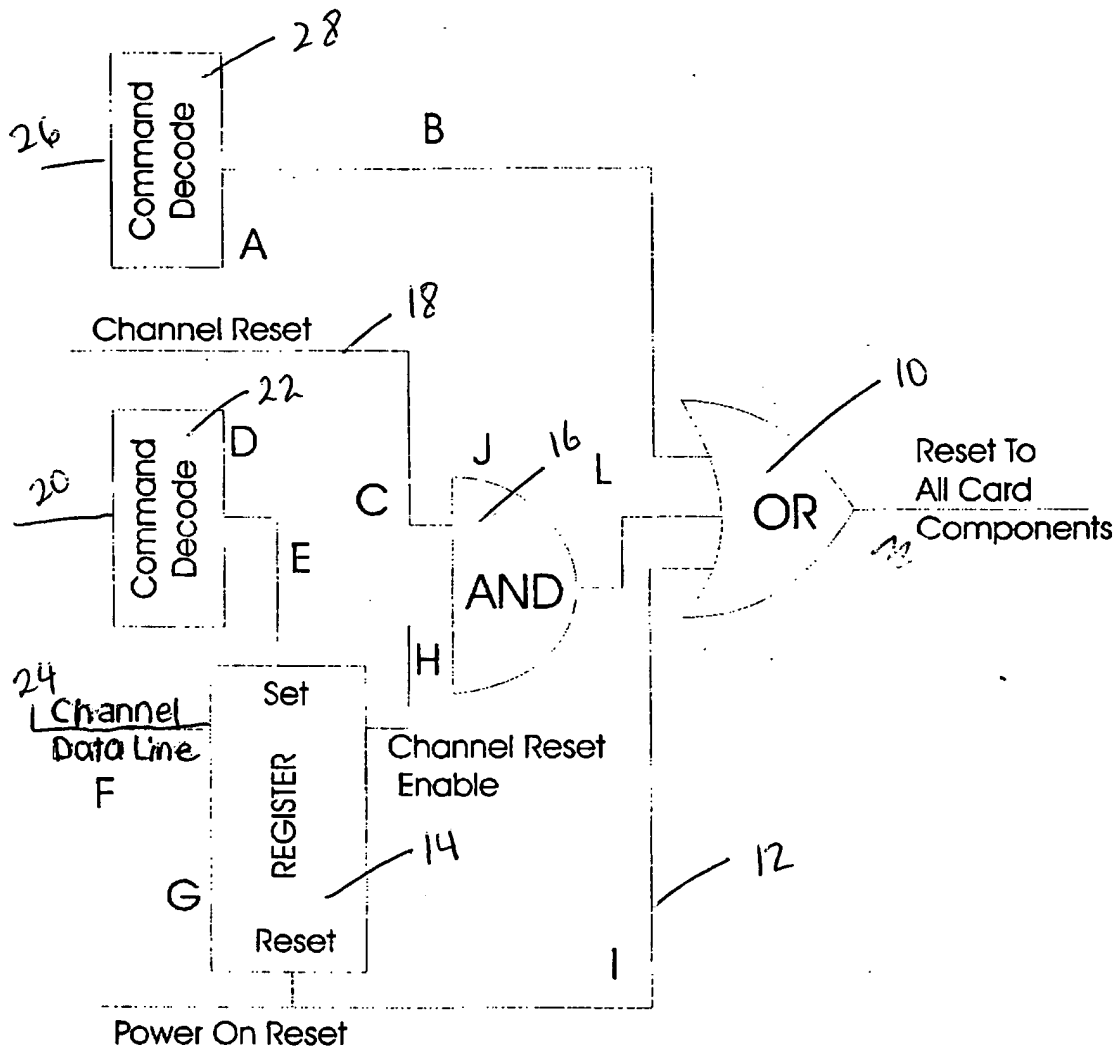 28
26
Command
Decode
B
A
18
Channel Reset
22
D
10
J
16
L
20
Command
Decode
C
Reset To
All Card
Components
OR
E
AND
H
24
Set
Channel
Data Line
Channel Reset
Enable
F
REGISTER
14
12
G
Reset
I
Power On Reset